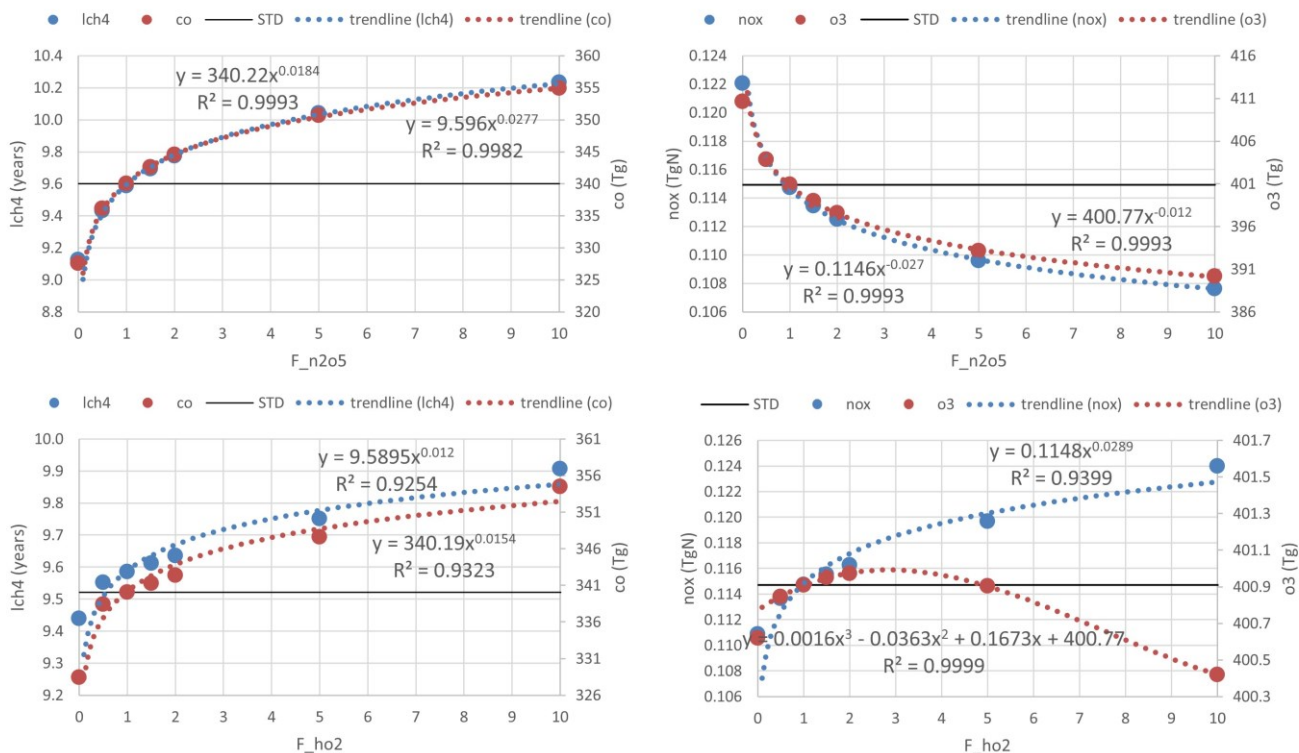 lch4 co STD trendline (lch4) trendline (co)
10.4
10.2
10.0
9.8
9.6
9.4
9.2
9.0
8.8
lch4 (years)
y = 340.22x^0.0184
R² = 0.9993
y = 9.596x^0.0277
R² = 0.9982
360
355
350
345
340
335
330
325
320
co (Tg)
0 1 2 3 4 5 6 7 8 9 10
F_n2o5
nox o3 STD trendline (nox) trendline (o3)
0.124
0.122
0.120
0.118
0.116
0.114
0.112
0.110
0.108
0.106
nox (TgN)
y = 400.77x^-0.012
R² = 0.9993
y = 0.1146x^-0.027
R² = 0.9993
416
411
406
401
396
391
386
o3 (Tg)
0 1 2 3 4 5 6 7 8 9 10
F_n2o5
lch4 co STD trendline (lch4) trendline (co)
10.0
9.9
9.8
9.7
9.6
9.5
9.4
9.3
9.2
lch4 (years)
y = 9.5895x^0.012
R² = 0.9254
y = 340.19x^0.0154
R² = 0.9323
361
356
351
346
341
336
331
326
co (Tg)
0 1 2 3 4 5 6 7 8 9 10
F_ho2
STD nox o3 trendline (nox) trendline (o3)
0.126
0.124
0.122
0.120
0.118
0.116
0.114
0.112
0.110
0.108
0.106
nox (TgN)
y = 0.1148x^0.0289
R² = 0.9399
y = 0.0016x³ - 0.0363x² + 0.1673x + 400.77
R² = 0.9999
401.7
401.5
401.3
401.1
400.9
400.7
400.5
400.3
o3 (Tg)
0 1 2 3 4 5 6 7 8 9 10
F_ho2